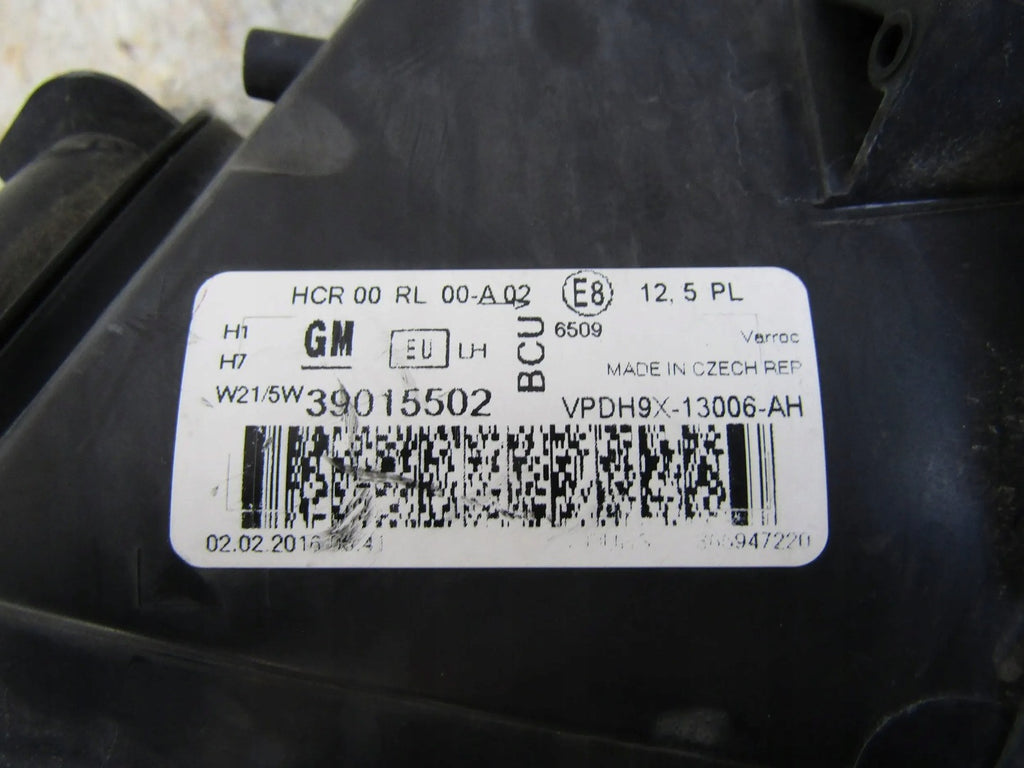 HCR 00 RL 00-A 02 E8 12, 5 PL
6509
H1
GM
EU LH
BCUV
Varroc
H7
MADE IN CZECH REP
W21/5W 39015502
VPDH9X-13006-AH
02.02.2016